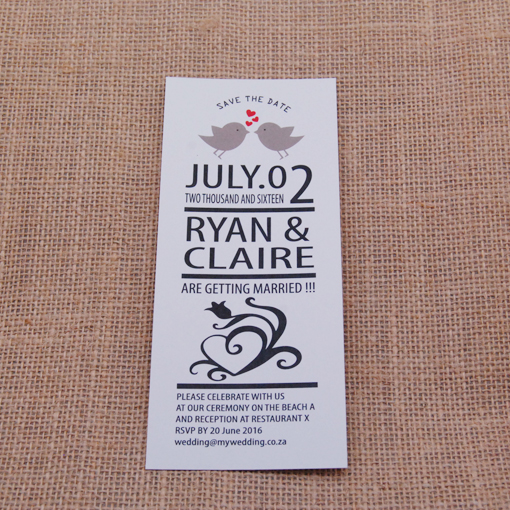 SAVE THE DATE
JULY.02
TWO THOUSAND AND SIXTEEN
RYAN &
CLAIRE
ARE GETTING MARRIED !!!
PLEASE CELEBRATE WITH US
AT OUR CEREMONY ON THE BEACH A
AND RECEPTION AT RESTAURANT X
RSVP BY 20 June 2016
wedding@mywedding.co.za